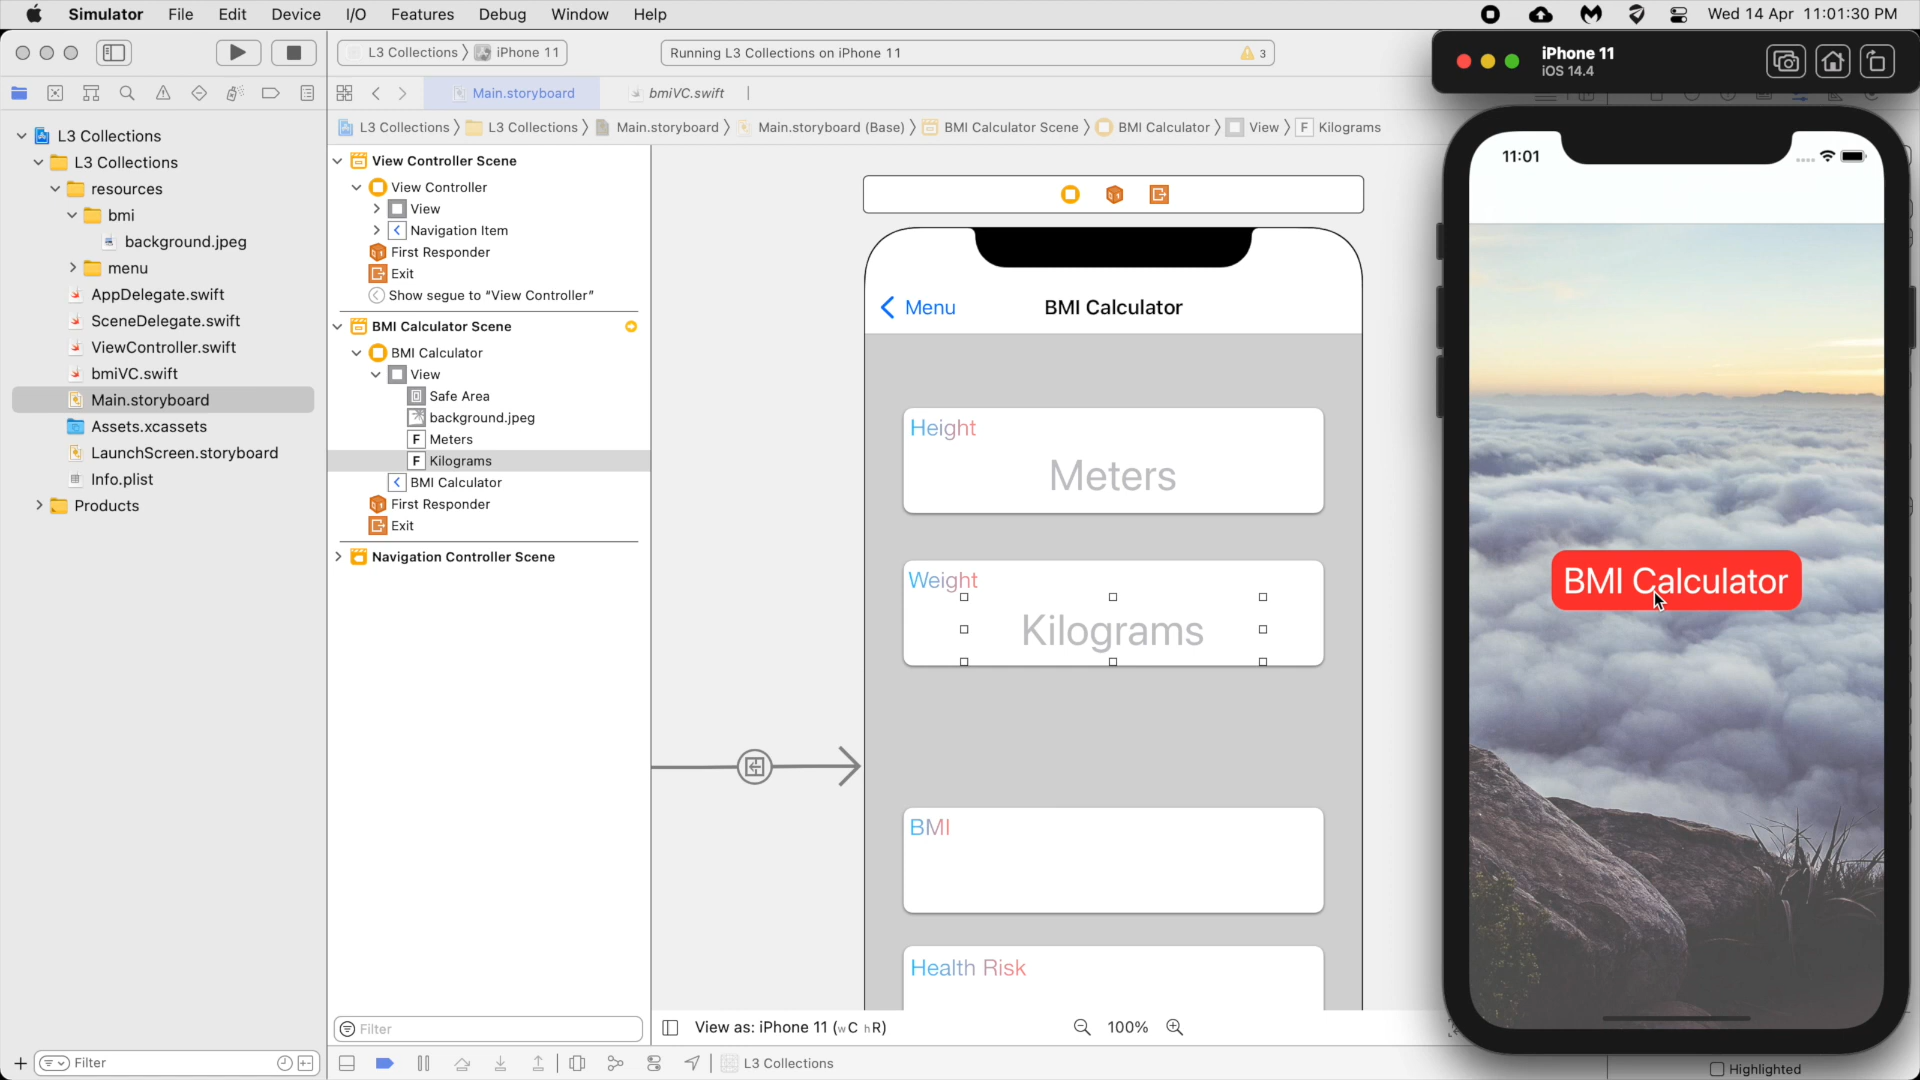 Simulator File Edit Device I/O Features Debug Window Help Wed 14 Apr 11:01:30 PM
L3 Collections iPhone 11 Running L3 Collections on iPhone 11 3
iPhone 11
iOS 14.4
Main.storyboard bmiVC.swift
L3 Collections L3 Collections Main.storyboard Main.storyboard (Base) BMI Calculator Scene BMI Calculator View F Kilograms
L3 Collections
L3 Collections
resources
bmi
background.jpeg
menu
AppDelegate.swift
SceneDelegate.swift
ViewController.swift
bmiVC.swift
Main.storyboard
Assets.xcassets
LaunchScreen.storyboard
Info.plist
Products
Filter
View Controller Scene
View Controller
View
Navigation Item
First Responder
Exit
Show segue to “View Controller”
BMI Calculator Scene
BMI Calculator
View
Safe Area
background.jpeg
F Meters
F Kilograms
BMI Calculator
First Responder
Exit
Navigation Controller Scene
Filter
Menu BMI Calculator
Height
Meters
Weight
Kilograms
BMI
Health Risk
View as: iPhone 11 (wC hR) 100%
L3 Collections
11:01
BMI Calculator
Highlighted